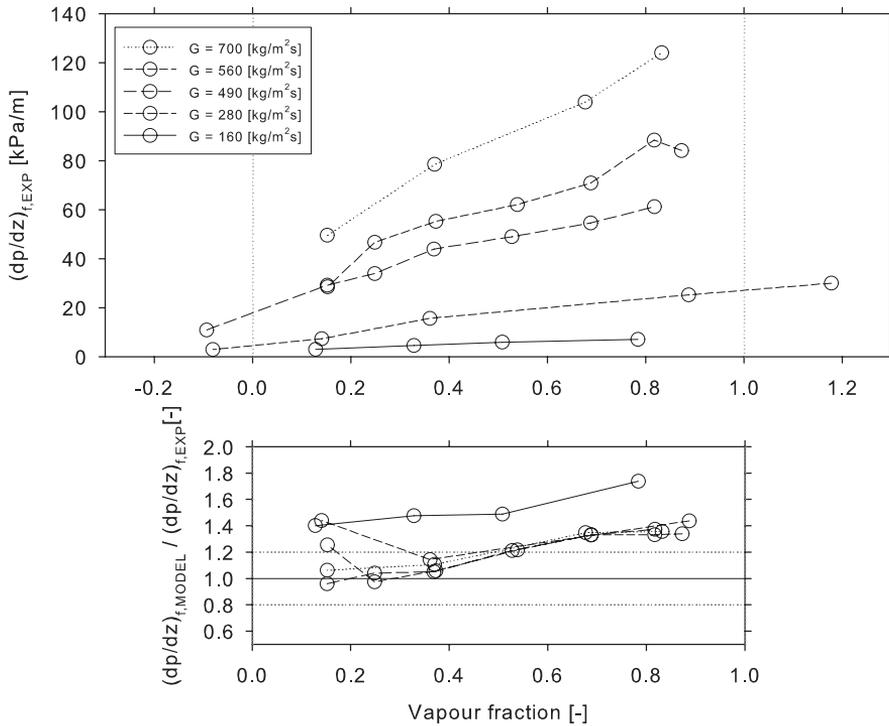 140
120
100
80
60
40
20
0
(dp/dz)f,EXP [kPa/m]
G = 700 [kg/m²s]
G = 560 [kg/m²s]
G = 490 [kg/m²s]
G = 280 [kg/m²s]
G = 160 [kg/m²s]
-0.2 0.0 0.2 0.4 0.6 0.8 1.0 1.2
(dp/dz)f,MODEL / (dp/dz)f,EXP[-]
2.0
1.8
1.6
1.4
1.2
1.0
0.8
0.6
0.0 0.2 0.4 0.6 0.8 1.0
Vapour fraction [-]